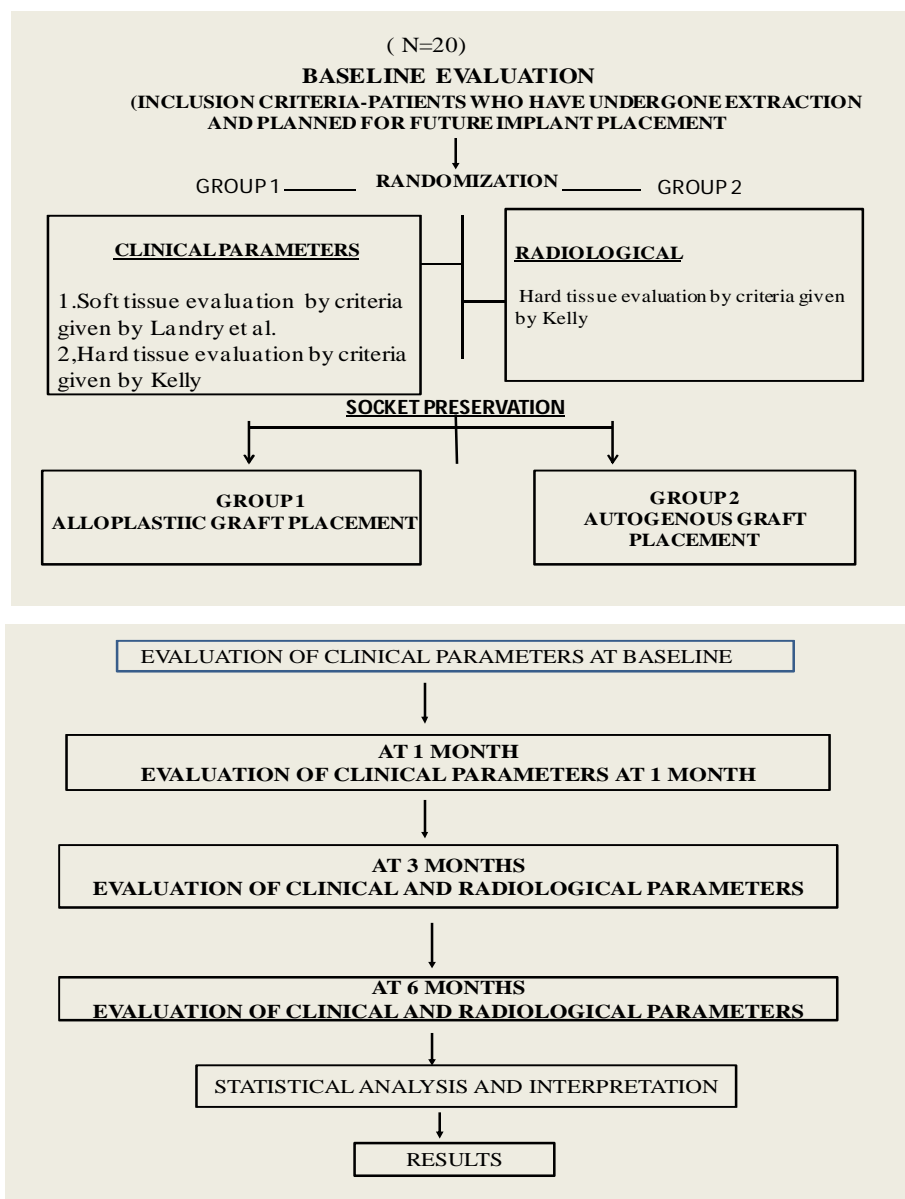 ( N=20)
BASELINE EVALUATION
(INCLUSION CRITERIA-PATIENTS WHO HAVE UNDERGONE EXTRACTION
AND PLANNED FOR FUTURE IMPLANT PLACEMENT
GROUP 1
RANDOMIZATION
GROUP 2
CLINICAL PARAMETERS
1.Soft tissue evaluation by criteria
given by Landry et al.
2,Hard tissue evaluation by criteria
given by Kelly
RADIOLOGICAL
Hard tissue evaluation by criteria given
by Kelly
SOCKET PRESERVATION
GROUP 1
ALLOPLASTIIC GRAFT PLACEMENT
GROUP 2
AUTOGENOUS GRAFT
PLACEMENT
EVALUATION OF CLINICAL PARAMETERS AT BASELINE
AT 1 MONTH
EVALUATION OF CLINICAL PARAMETERS AT 1 MONTH
AT 3 MONTHS
EVALUATION OF CLINICAL AND RADIOLOGICAL PARAMETERS
AT 6 MONTHS
EVALUATION OF CLINICAL AND RADIOLOGICAL PARAMETERS
STATISTICAL ANALYSIS AND INTERPRETATION
RESULTS